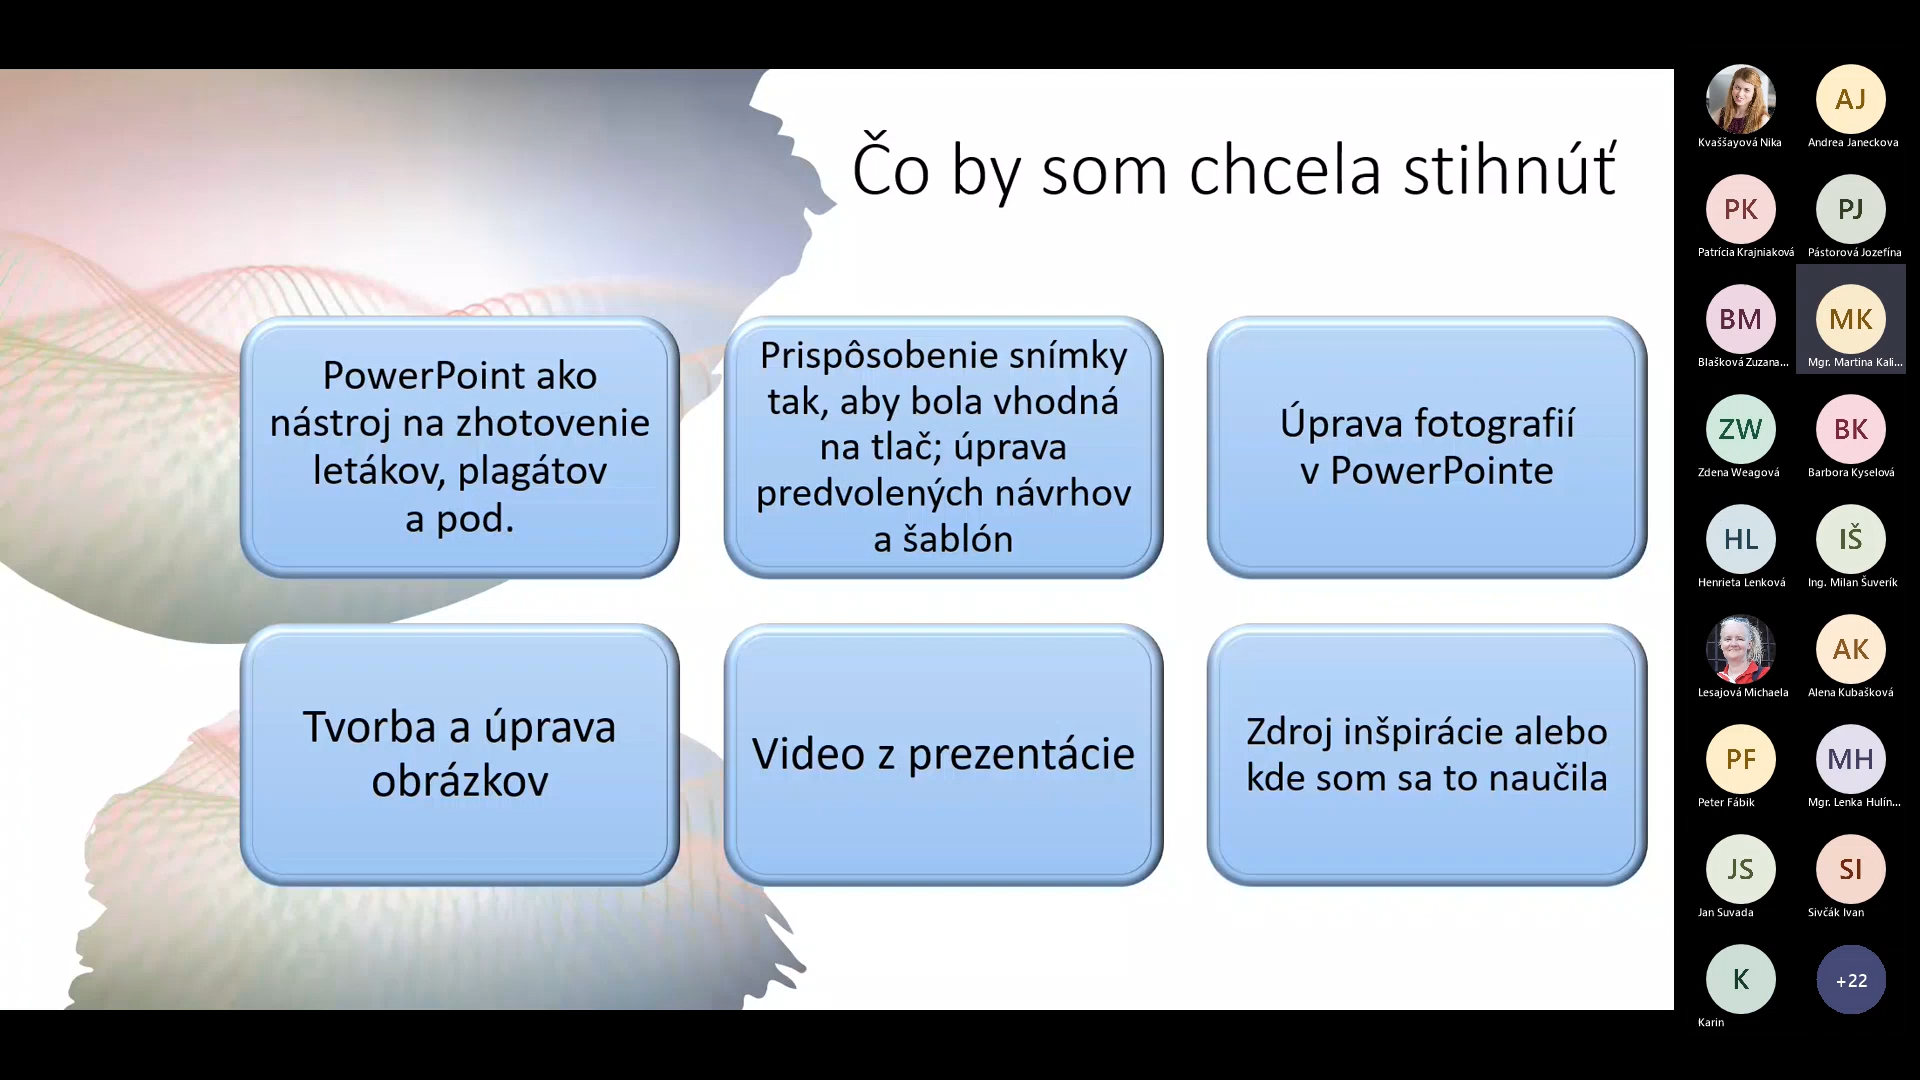 Čo by som chcela stihnúť
PowerPoint ako
nástroj na zhotovenie
letákov, plagátov
a pod.
Prispôsobenie snímky
tak, aby bola vhodná
na tlač; úprava
predvolených návrhov
a šablón
Úprava fotografií
v PowerPointe
Tvorba a úprava
obrázkov
Video z prezentácie
Zdroj inšpirácie alebo
kde som sa to naučila
Kvaššayová Nika
AJ
Andrea Janeckova
PK
Patrícia Krajniaková
PJ
Pástorová Jozefína
BM
Blašková Zuzana...
MK
Mgr. Martina Kali...
ZW
Zdena Weagová
BK
Barbora Kyselová
HL
Henrieta Lenková
IŠ
Ing. Milan Šuverík
Lesajová Michaela
AK
Alena Kubašková
PF
Peter Fábik
MH
Mgr. Lenka Hulín...
JS
Jan Suvada
SI
Sivčák Ivan
K
Karin
+22